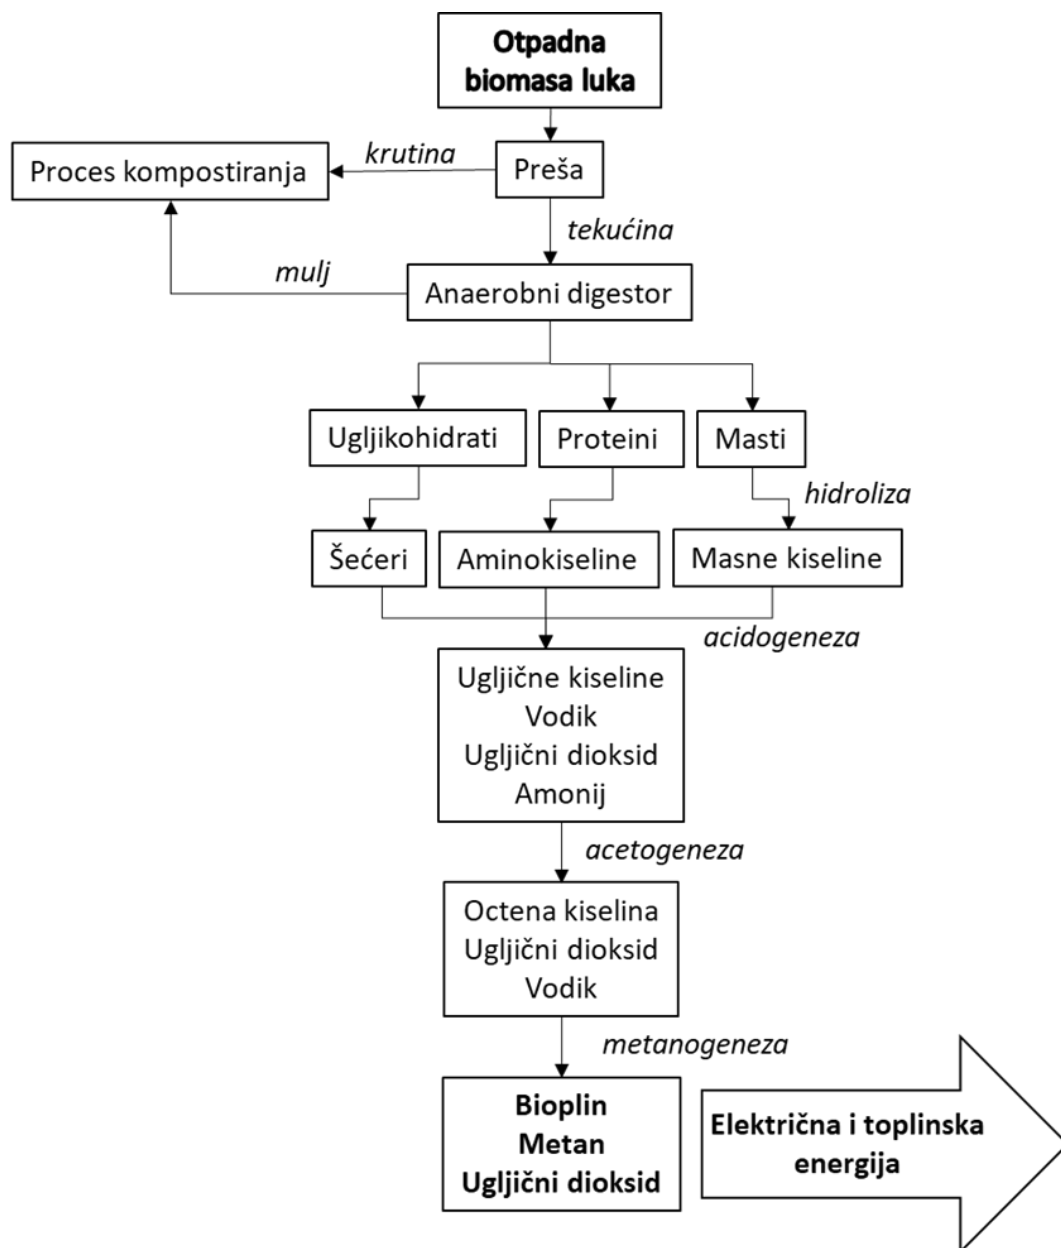 Otpadna
biomasa luka
krutina
Proces kompostiranja
Preša
tekućina
mulj
Anaerobni digestor
Ugljikohidrati
Proteini
Masti
hidroliza
Šećeri
Aminokiseline
Masne kiseline
acidogeneza
Ugljične kiseline
Vodik
Ugljični dioksid
Amonij
acetogeneza
Octena kiselina
Ugljični dioksid
Vodik
metanogeneza
Bioplin
Metan
Ugljični dioksid
Električna i toplinska
energija